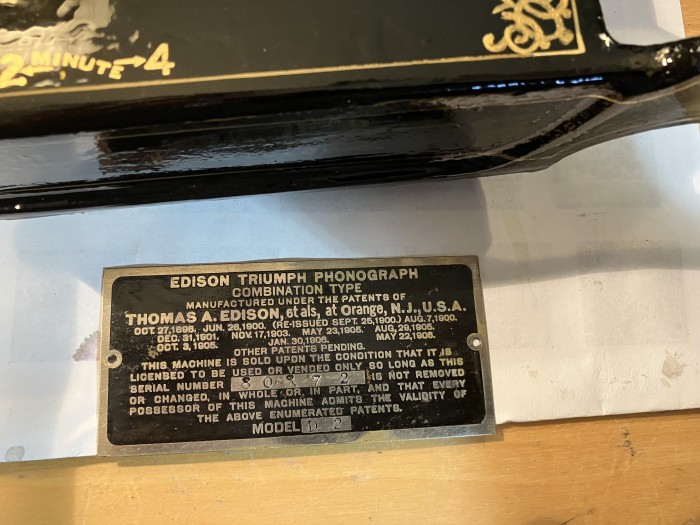 2 ← MINUTE → 4
EDISON TRIUMPH PHONOGRAPH
COMBINATION TYPE
MANUFACTURED UNDER THE PATENTS OF
THOMAS A. EDISON, et als, at Orange, N.J., U.S.A.
OCT. 27, 1896. JUN. 26, 1900. (RE-ISSUED SEPT. 25, 1900.) AUG. 7, 1900.
DEC. 31, 1901. NOV. 17, 1903. MAY 23, 1905. AUG. 29, 1905.
OCT. 3, 1905. JAN. 30, 1906. MAY 22, 1906.
OTHER PATENTS PENDING.
THIS MACHINE IS SOLD UPON THE CONDITION THAT IT IS
LICENSED TO BE USED OR VENDED ONLY SO LONG AS THIS
SERIAL NUMBER 80872 IS NOT REMOVED
OR CHANGED, IN WHOLE OR IN PART, AND THAT EVERY
POSSESSOR OF THIS MACHINE ADMITS THE VALIDITY OF
THE ABOVE ENUMERATED PATENTS.
MODEL D 2